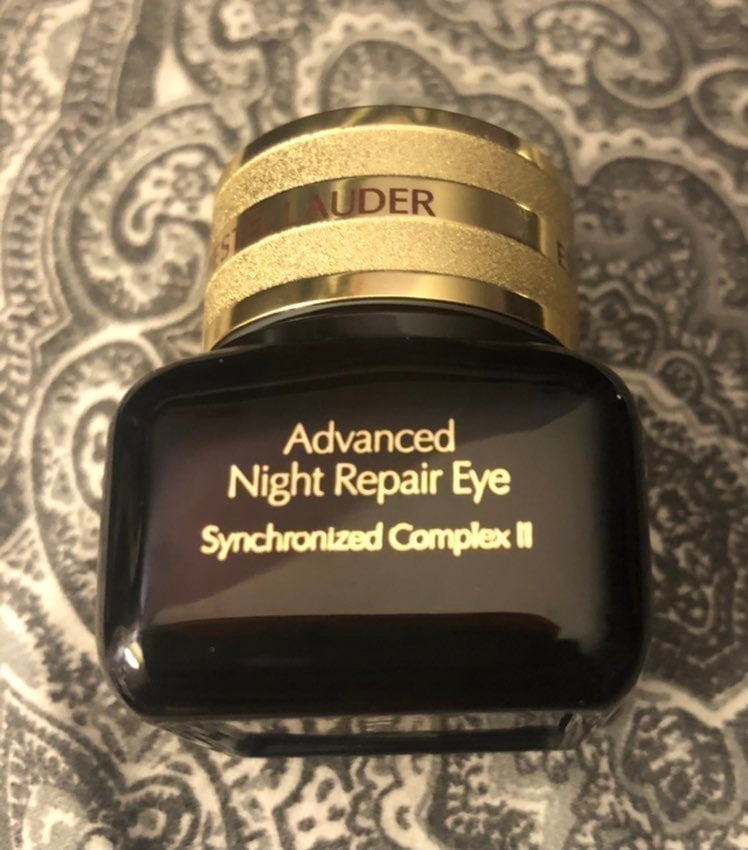 LAUDER
Advanced
Night Repair Eye
Synchronized Complex II